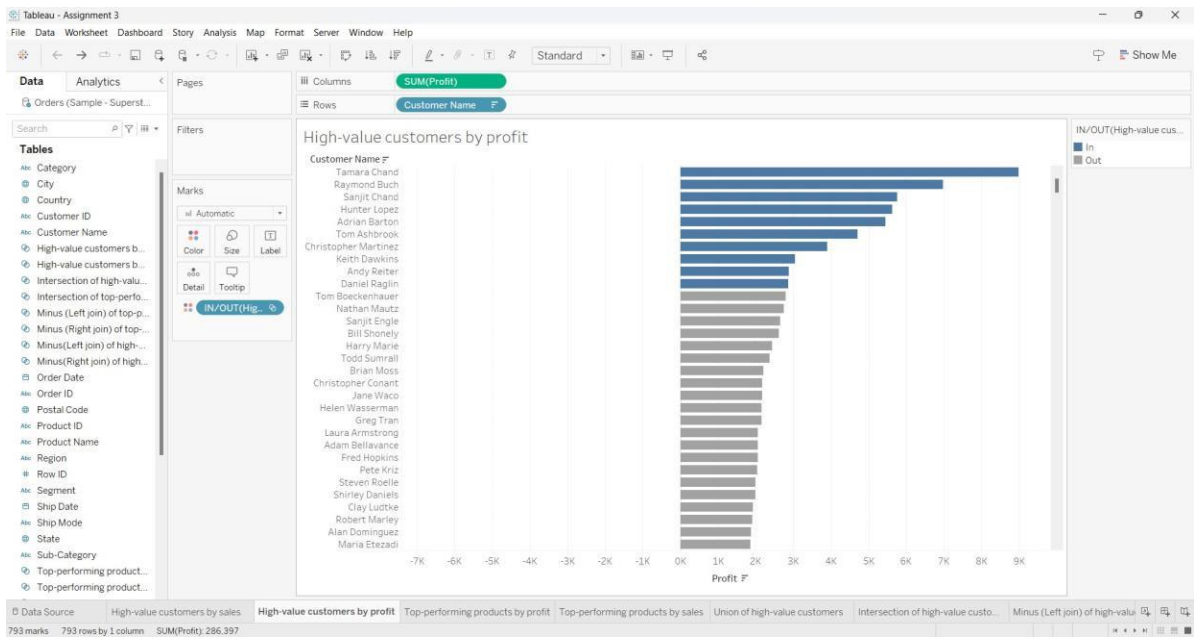 Tableau - Assignment 3
File Data Worksheet Dashboard Story Analysis Map Format Server Window Help
Standard
Show Me
Data Analytics
Orders (Sample - Superst...
Search
Tables
Abc Category
City
Country
Abc Customer ID
Abc Customer Name
High-value customers b...
High-value customers b...
Intersection of high-valu...
Intersection of top-perfo...
Minus (Left join) of top-p...
Minus (Right join) of top-...
Minus(Left join) of high-...
Minus(Right join) of high...
Order Date
Abc Order ID
Postal Code
Abc Product ID
Abc Product Name
Abc Region
# Row ID
Abc Segment
Ship Date
Abc Ship Mode
State
Abc Sub-Category
Top-performing product...
Top-performing product...
Pages
Filters
Marks
Automatic
Color Size Label
Detail Tooltip
IN/OUT(Hig..
Columns SUM(Profit)
Rows Customer Name
High-value customers by profit
Customer Name
Tamara Chand
Raymond Buch
Sanjit Chand
Hunter Lopez
Adrian Barton
Tom Ashbrook
Christopher Martinez
Keith Dawkins
Andy Reiter
Daniel Raglin
Tom Boeckenhauer
Nathan Mautz
Sanjit Engle
Bill Shonely
Harry Marie
Todd Sumrall
Brian Moss
Christopher Conant
Jane Waco
Helen Wasserman
Greg Tran
Laura Armstrong
Adam Bellavance
Fred Hopkins
Pete Kriz
Steven Roelle
Shirley Daniels
Clay Ludtke
Robert Marley
Alan Dominguez
Maria Etezadi
-7K -6K -5K -4K -3K -2K -1K 0K 1K 2K 3K 4K 5K 6K 7K 8K 9K
Profit
IN/OUT(High-value cus...
In
Out
Data Source High-value customers by sales High-value customers by profit Top-performing products by profit Top-performing products by sales Union of high-value customers Intersection of high-value custo... Minus (Left join) of high-valu
793 marks 793 rows by 1 column SUM(Profit): 286,397